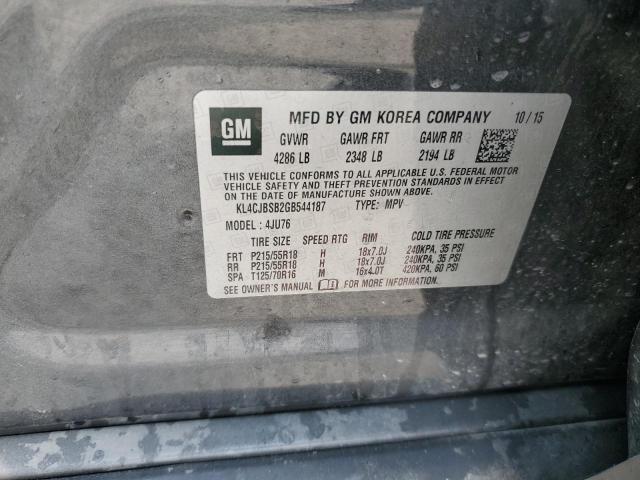 GM
MFD BY GM KOREA COMPANY 10/15
GVWR GAWR FRT GAWR RR
4286 LB 2348 LB 2194 LB
THIS VEHICLE CONFORMS TO ALL APPLICABLE U.S. FEDERAL MOTOR
VEHICLE SAFETY AND THEFT PREVENTION STANDARDS IN EFFECT ON
THE DATE OF MANUFACTURE SHOWN ABOVE.
KL4CJBSB2GB544187 TYPE: MPV
MODEL: 4JU76
TIRE SIZE SPEED RTG RIM COLD TIRE PRESSURE
FRT P215/55R18 H 18x7.0J 240KPA, 35 PSI
RR P215/55R18 H 18x7.0J 240KPA, 35 PSI
SPA T125/70R16 M 16x4.0T 420KPA, 60 PSI
SEE OWNER'S MANUAL FOR MORE INFORMATION.